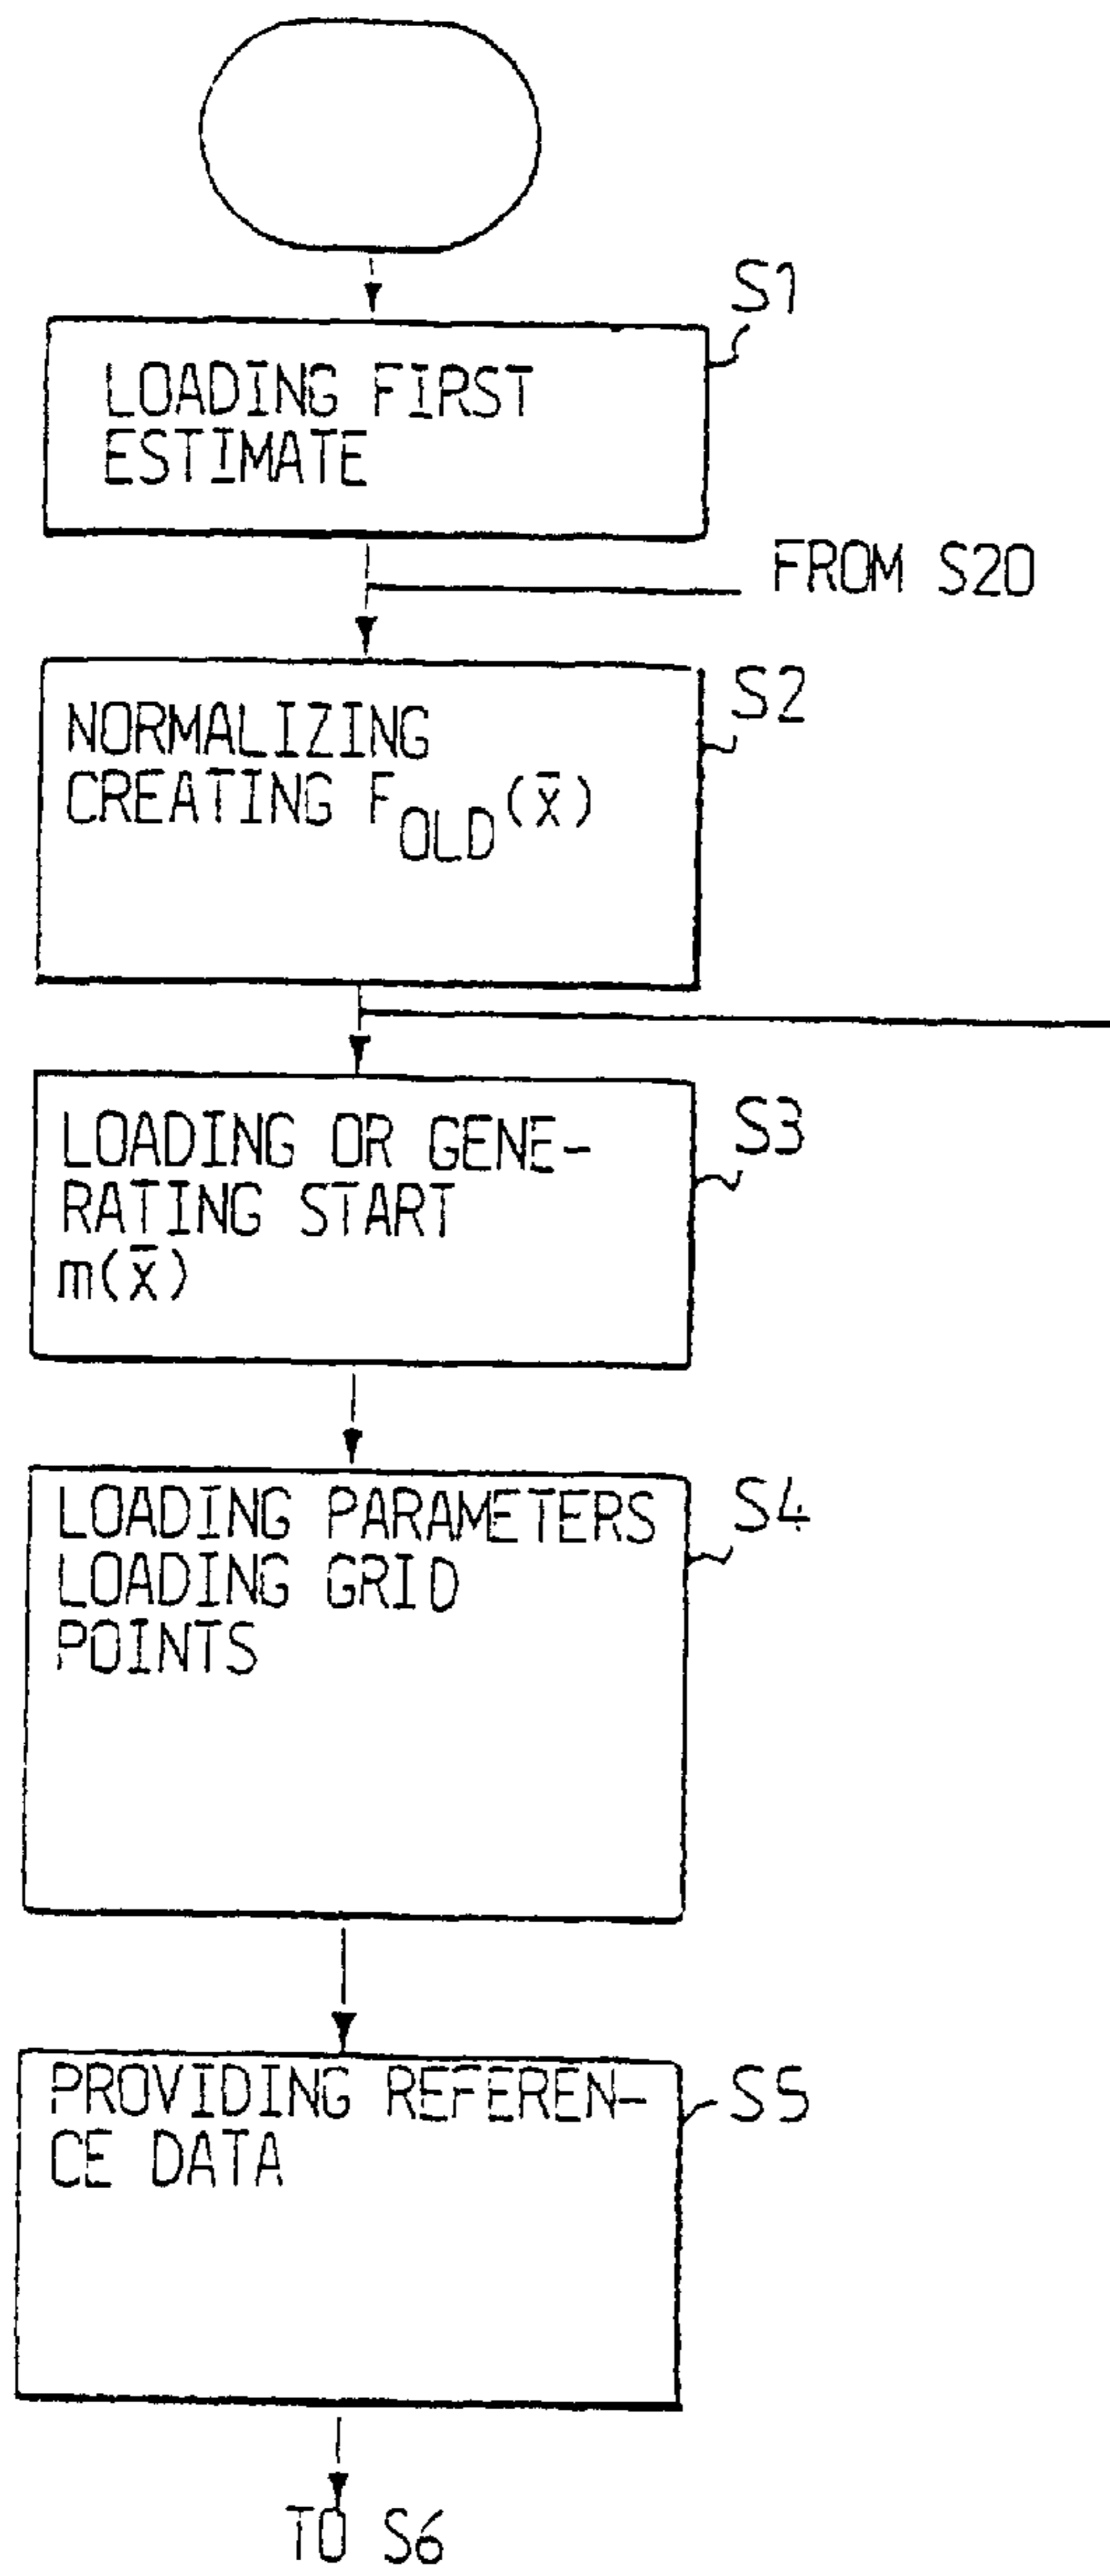 S1
LOADING FIRST
ESTIMATE
FROM S20
S2
NORMALIZING
CREATING F_OLD(x̄)
S3
LOADING OR GENE-
RATING START
m(x̄)
S4
LOADING PARAMETERS
LOADING GRID
POINTS
S5
PROVIDING REFEREN-
CE DATA
TO S6